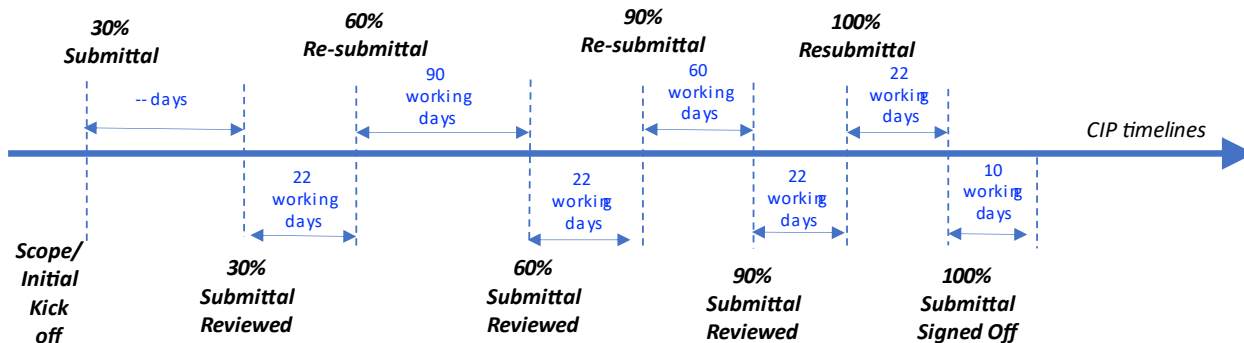 30%
Submittal
60%
Re-submittal
90%
Re-submittal
100%
Resubmittal
-- days
90
working
days
60
working
days
22
working
days
CIP timelines
22
working
days
22
working
days
22
working
days
10
working
days
Scope/
Initial
Kick
off
30%
Submittal
Reviewed
60%
Submittal
Reviewed
90%
Submittal
Reviewed
100%
Submittal
Signed Off